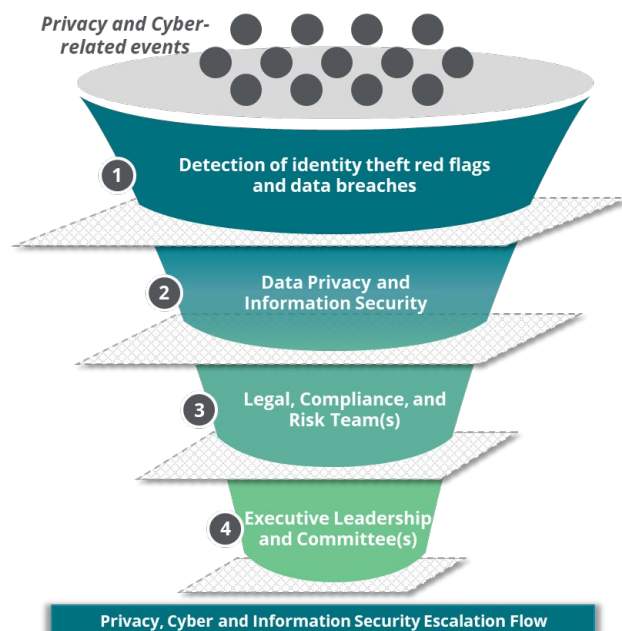 Privacy and Cyber-
related events
1
Detection of identity theft red flags
and data breaches
2
Data Privacy and
Information Security
3
Legal, Compliance, and
Risk Team(s)
4
Executive Leadership
and Committee(s)
Privacy, Cyber and Information Security Escalation Flow